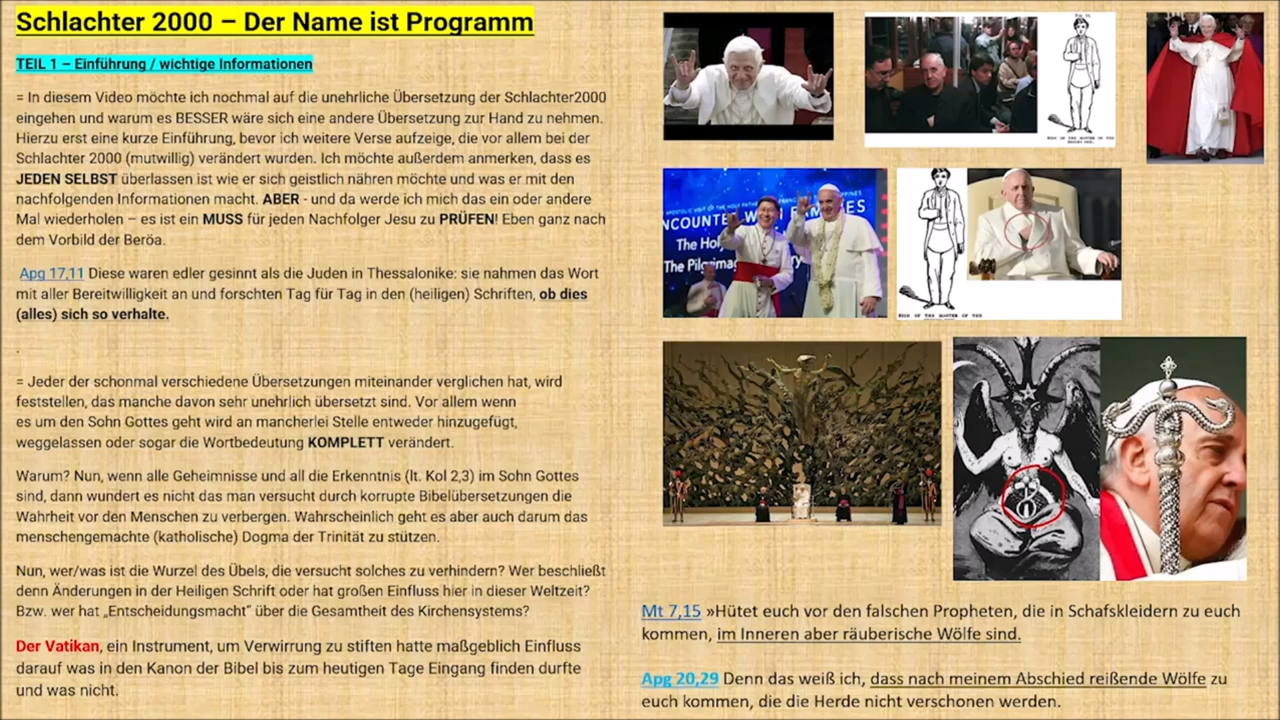 Schlachter 2000 – Der Name ist Programm
TEIL 1 – Einführung / wichtige Informationen
= In diesem Video möchte ich nochmal auf die unehrliche Übersetzung der Schlachter2000
eingehen und warum es BESSER wäre sich eine andere Übersetzung zur Hand zu nehmen.
Hierzu erst eine kurze Einführung, bevor ich weitere Verse aufzeige, die vor allem bei der
Schlachter 2000 (mutwillig) verändert wurden. Ich möchte außerdem anmerken, dass es
JEDEN SELBST überlassen ist wie er sich geistlich nähren möchte und was er mit den
nachfolgenden Informationen macht. ABER - und da werde ich mich das ein oder andere
Mal wiederholen – es ist ein MUSS für jeden Nachfolger Jesu zu PRÜFEN! Eben ganz nach
dem Vorbild der Beröa.
Apg 17,11 Diese waren edler gesinnt als die Juden in Thessalonike: sie nahmen das Wort
mit aller Bereitwilligkeit an und forschten Tag für Tag in den (heiligen) Schriften, ob dies
(alles) sich so verhalte.
.
= Jeder der schonmal verschiedene Übersetzungen miteinander verglichen hat, wird
feststellen, das manche davon sehr unehrlich übersetzt sind. Vor allem wenn
es um den Sohn Gottes geht wird an mancherlei Stelle entweder hinzugefügt,
weggelassen oder sogar die Wortbedeutung KOMPLETT verändert.
Warum? Nun, wenn alle Geheimnisse und all die Erkenntnis (lt. Kol 2,3) im Sohn Gottes
sind, dann wundert es nicht das man versucht durch korrupte Bibelübersetzungen die
Wahrheit vor den Menschen zu verbergen. Wahrscheinlich geht es aber auch darum das
menschengemachte (katholische) Dogma der Trinität zu stützen.
Nun, wer/was ist die Wurzel des Übels, die versucht solches zu verhindern? Wer beschließt
denn Änderungen in der Heiligen Schrift oder hat großen Einfluss hier in dieser Weltzeit?
Bzw. wer hat „Entscheidungsmacht“ über die Gesamtheit des Kirchensystems?
Der Vatikan, ein Instrument, um Verwirrung zu stiften hatte maßgeblich Einfluss
darauf was in den Kanon der Bibel bis zum heutigen Tage Eingang finden durfte
und was nicht.
NCOUNTER WITH FAMILIES
The Holy
The Pilgrimag
Mt 7,15 »Hütet euch vor den falschen Propheten, die in Schafskleidern zu euch
kommen, im Inneren aber räuberische Wölfe sind.
Apg 20,29 Denn das weiß ich, dass nach meinem Abschied reißende Wölfe zu
euch kommen, die die Herde nicht verschonen werden.